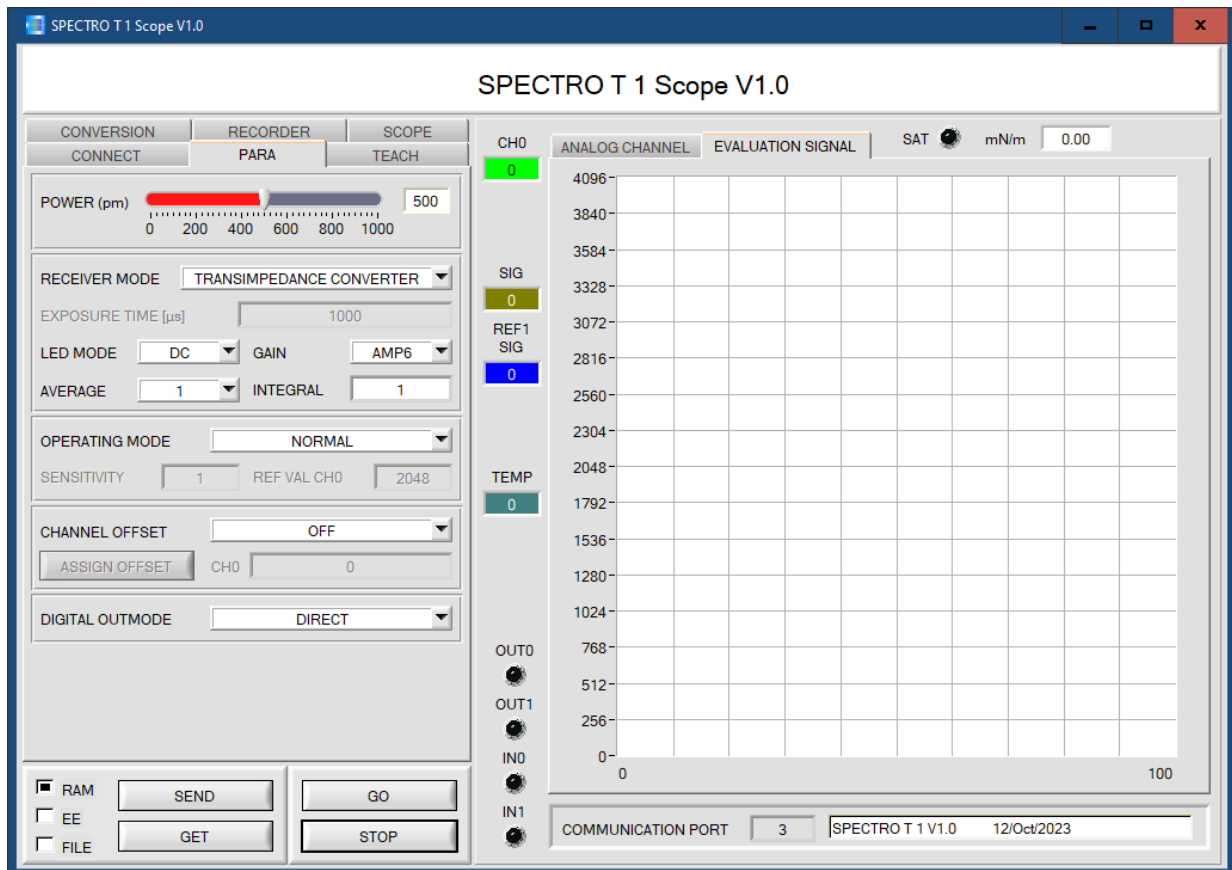 SPECTRO T 1 Scope V1.0
SPECTRO T 1 Scope V1.0
CONVERSION RECORDER SCOPE
CONNECT PARA TEACH
POWER (pm) 500
0 200 400 600 800 1000
RECEIVER MODE TRANSIMPEDANCE CONVERTER
EXPOSURE TIME [µs] 1000
LED MODE DC GAIN AMP6
AVERAGE 1 INTEGRAL 1
OPERATING MODE NORMAL
SENSITIVITY 1 REF VAL CH0 2048
CHANNEL OFFSET OFF
ASSIGN OFFSET CH0 0
DIGITAL OUTMODE DIRECT
RAM
EE
FILE
SEND
GET
GO
STOP
CH0
0
SIG
0
REF1
SIG
0
TEMP
0
OUT0
OUT1
IN0
IN1
ANALOG CHANNEL EVALUATION SIGNAL SAT mN/m 0.00
4096
3840
3584
3328
3072
2816
2560
2304
2048
1792
1536
1280
1024
768
512
256
0
0 100
COMMUNICATION PORT 3 SPECTRO T 1 V1.0 12/Oct/2023